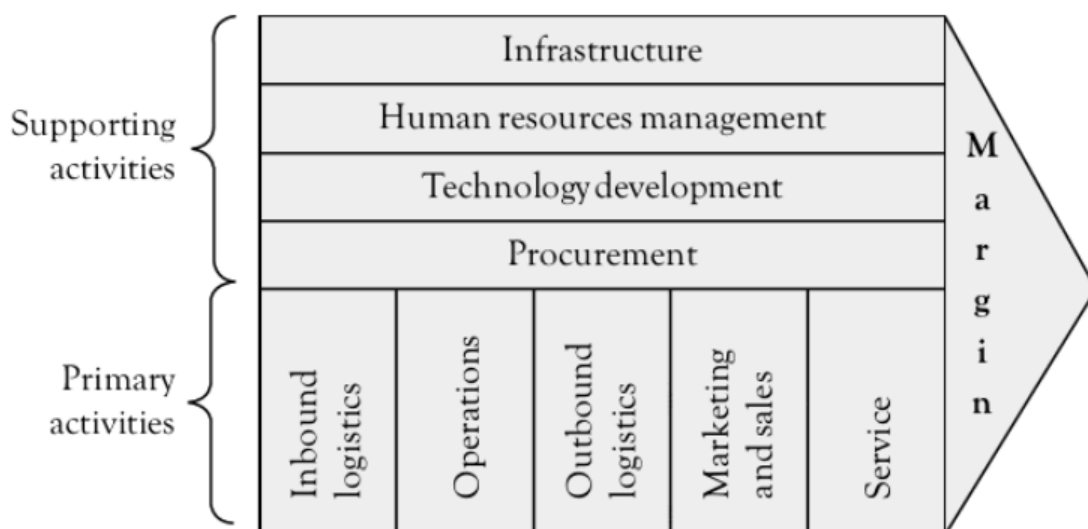 Supporting
activities
Infrastructure
Human resources management
Technology development
Procurement
Primary
activities
Inbound
logistics
Operations
Outbound
logistics
Marketing
and sales
Service
Margin